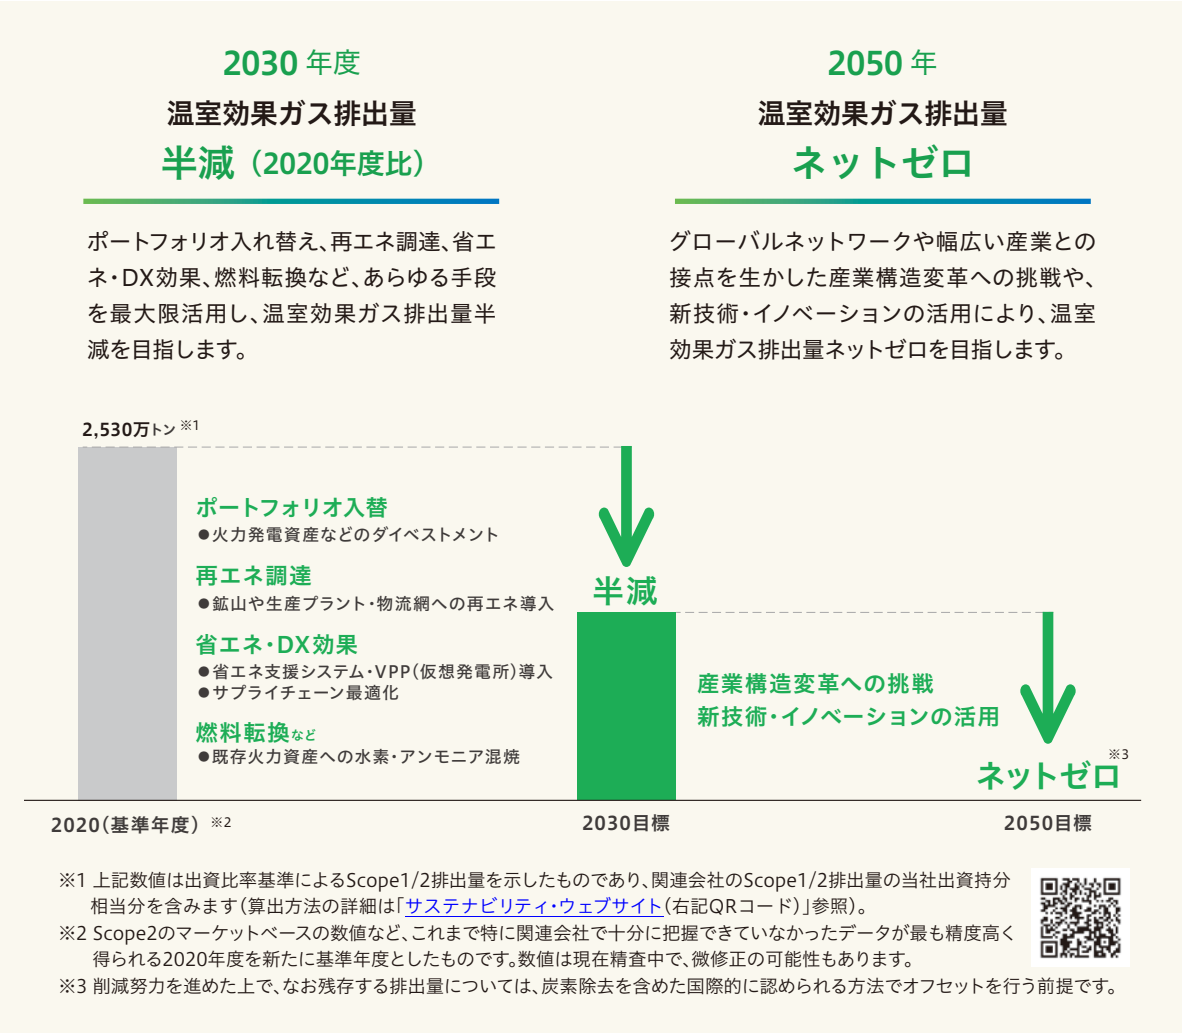 2030 年度
温室効果ガス排出量
半減（2020年度比）
ポートフォリオ入れ替え、再エネ調達、省エ
ネ・DX効果、燃料転換など、あらゆる手段
を最大限活用し、温室効果ガス排出量半
減を目指します。
2050 年
温室効果ガス排出量
ネットゼロ
グローバルネットワークや幅広い産業との
接点を生かした産業構造変革への挑戦や、
新技術・イノベーションの活用により、温室
効果ガス排出量ネットゼロを目指します。
2,530万トン ※1
ポートフォリオ入替
●火力発電資産などのダイベストメント
再エネ調達
●鉱山や生産プラント・物流網への再エネ導入
省エネ・DX効果
●省エネ支援システム・VPP（仮想発電所）導入
●サプライチェーン最適化
燃料転換など
●既存火力資産への水素・アンモニア混焼
半減
産業構造変革への挑戦
新技術・イノベーションの活用
ネットゼロ ※3
2020（基準年度） ※2
2030目標
2050目標
※1 上記数値は出資比率基準によるScope1/2排出量を示したものであり、関連会社のScope1/2排出量の当社出資持分
相当分を含みます（算出方法の詳細は「サステナビリティ・ウェブサイト（右記QRコード）」参照）。
※2 Scope2のマーケットベースの数値など、これまで特に関連会社で十分に把握できていなかったデータが最も精度高く
得られる2020年度を新たに基準年度としたものです。数値は現在精査中で、微修正の可能性もあります。
※3 削減努力を進めた上で、なお残存する排出量については、炭素除去を含めた国際的に認められる方法でオフセットを行う前提です。